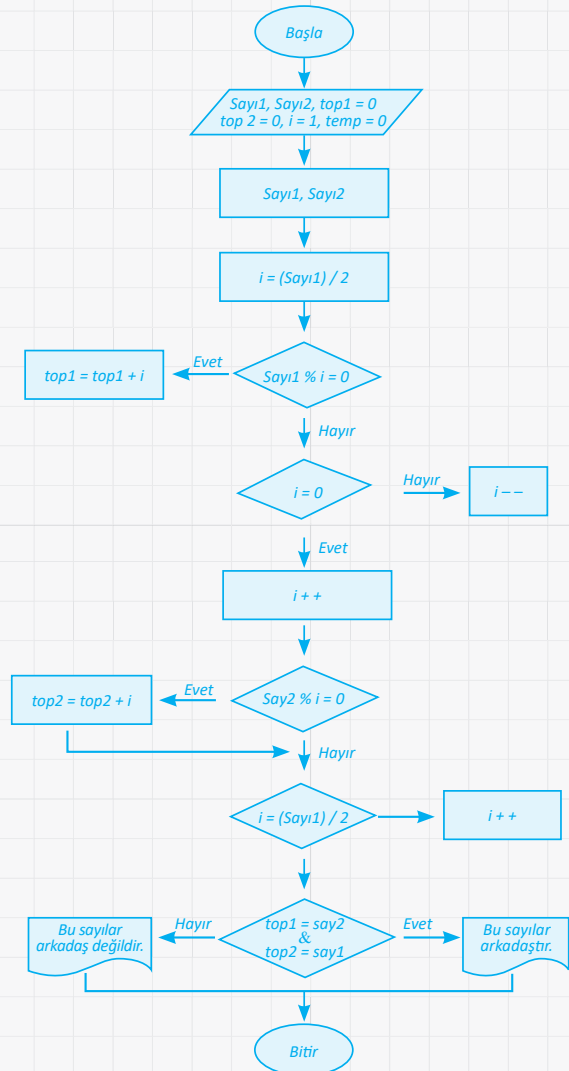 Başla
Sayı1, Sayı2, top1 = 0
top 2 = 0, i = 1, temp = 0
Sayı1, Sayı2
i = (Sayı1) / 2
Evet
top1 = top1 + i
Sayı1 % i = 0
Hayır
i = 0
Hayır
i – –
Evet
i + +
Evet
top2 = top2 + i
Say2 % i = 0
Hayır
i = (Sayı1) / 2
i + +
Bu sayılar
arkadaş değildir.
Hayır
top1 = say2
&
top2 = say1
Evet
Bu sayılar
arkadaştır.
Bitir